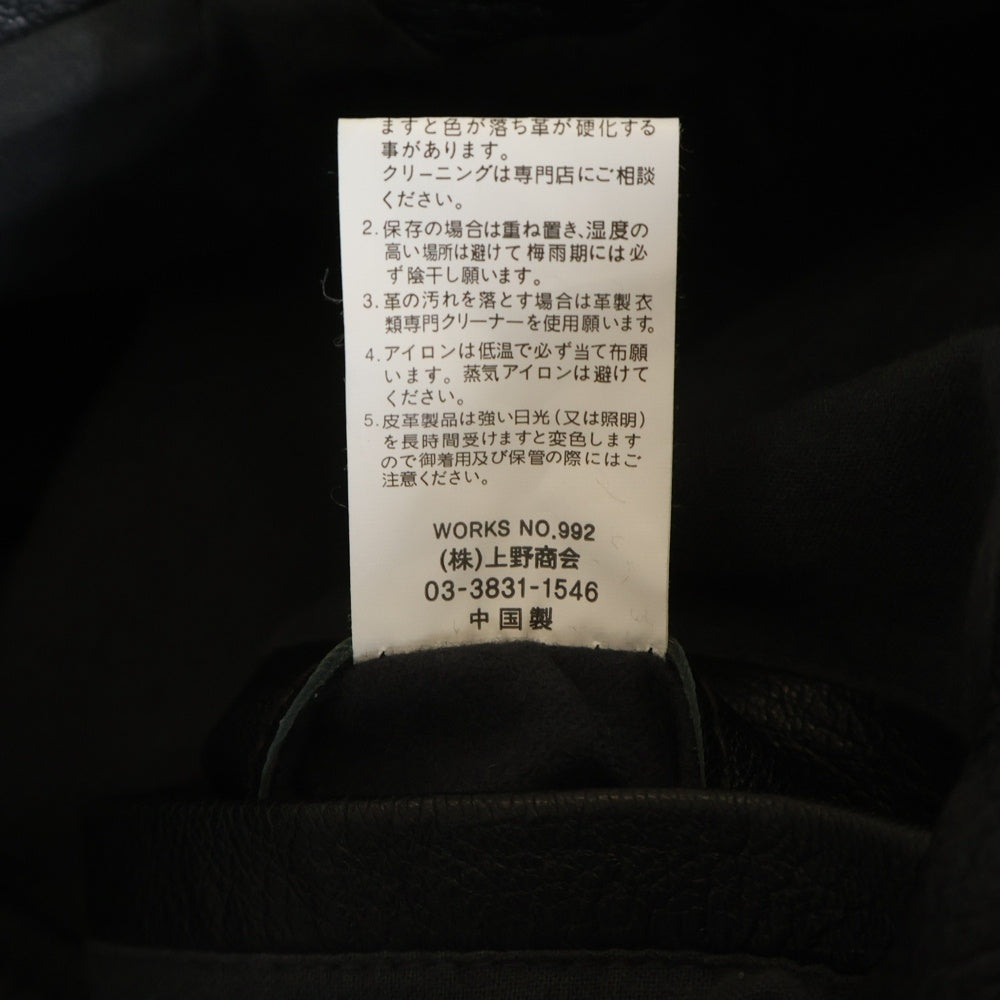 ますと色が落ち革が硬化する
事があります。
クリーニングは専門店にご相談
ください。
2. 保存の場合は重ね置き、湿度の
高い場所は避けて梅雨期には必
ず陰干し願います。
3. 革の汚れを落とす場合は革製衣
類専門クリーナーを使用願います。
4. アイロンは低温で必ず当て布願
います。蒸気アイロンは避けて
ください。
5. 皮革製品は強い日光(又は照明)
を長時間受けますと変色します
ので御着用及び保管の際にはご
注意ください。
WORKS NO.992
(株)上野商会
03-3831-1546
中国製